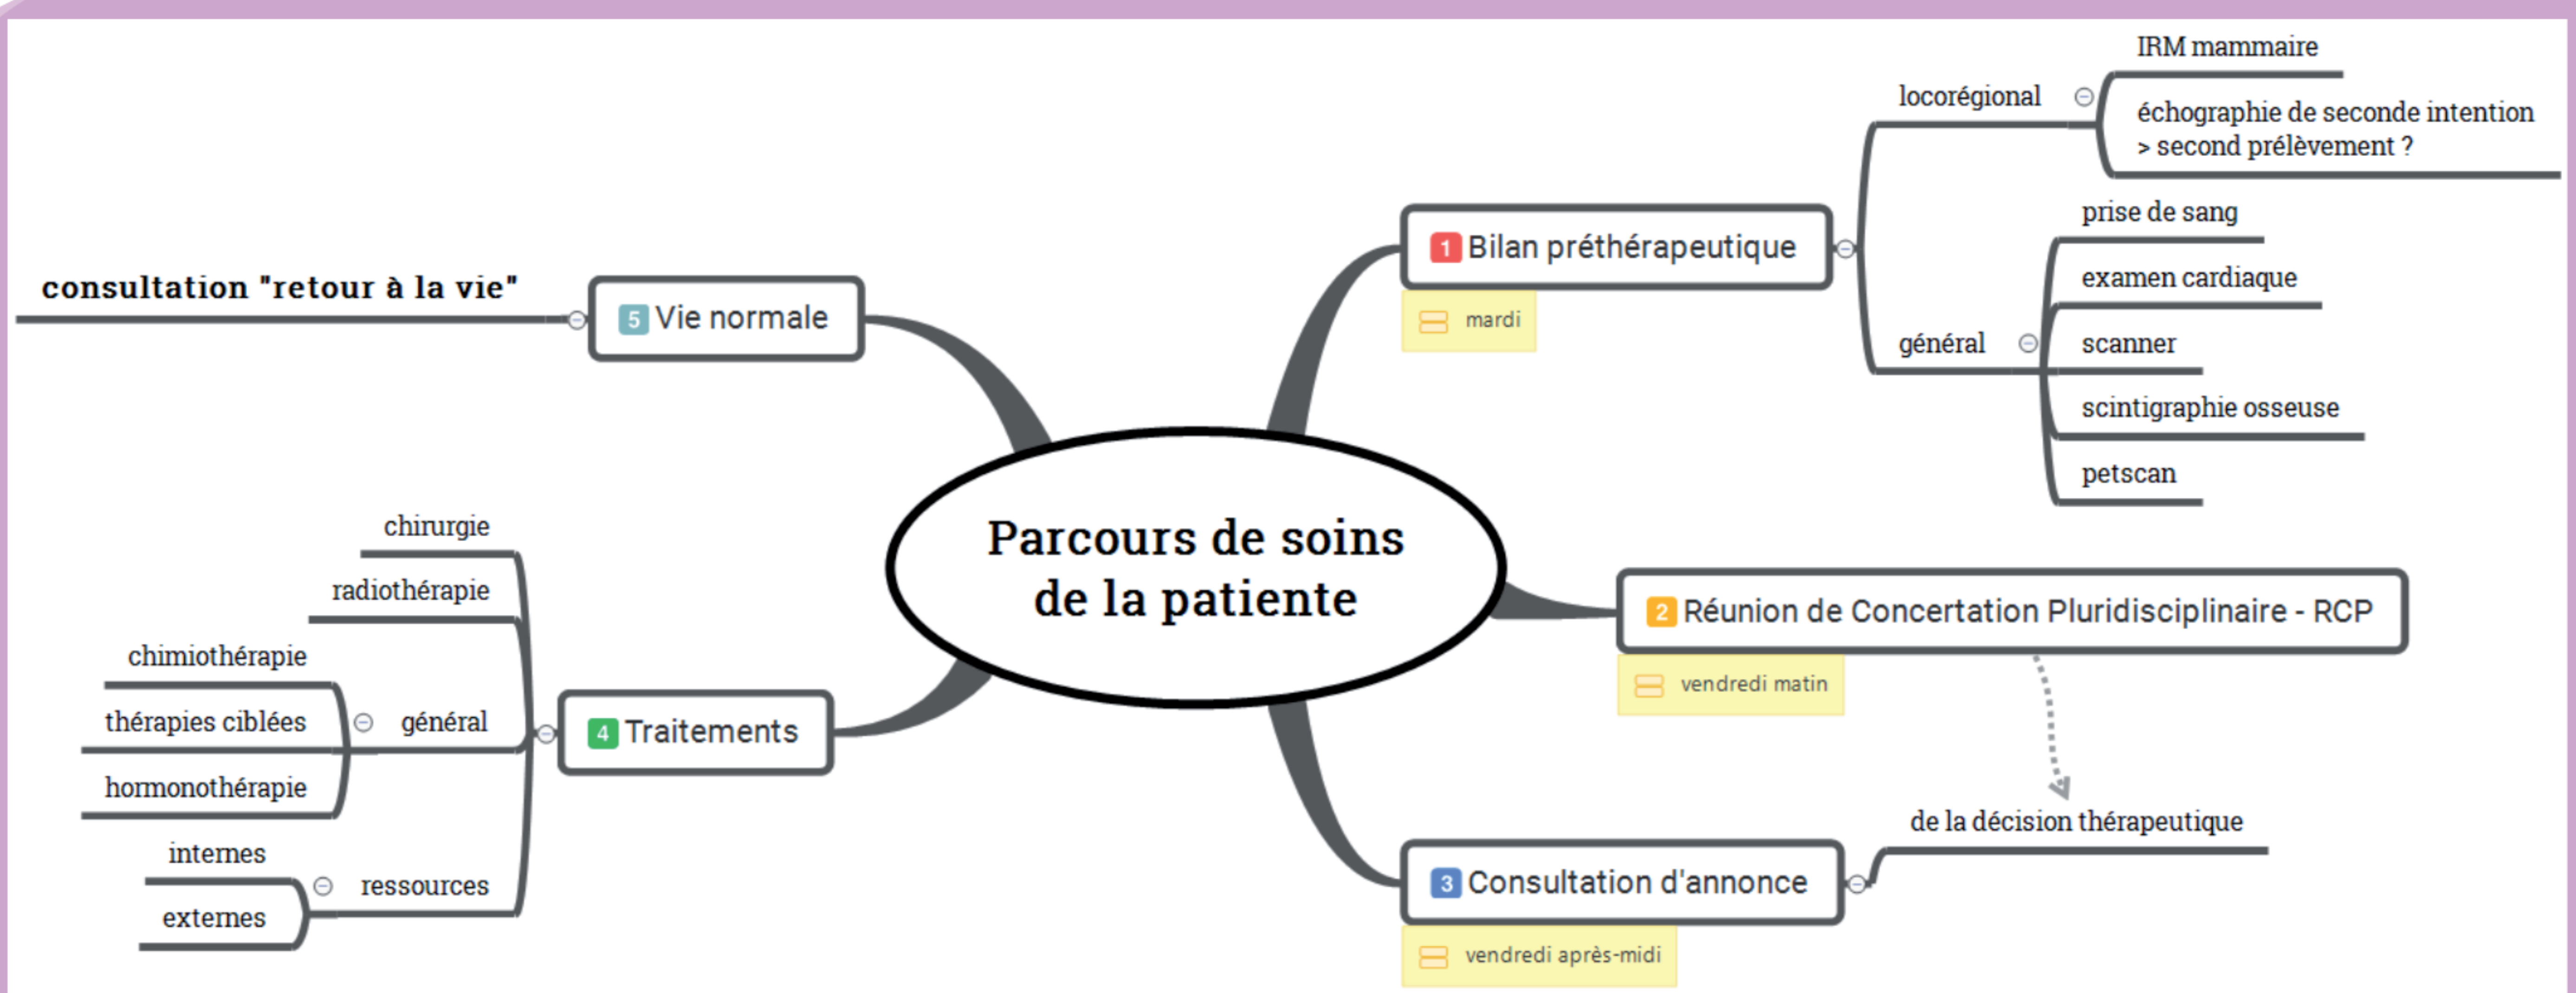 Parcours de soins
de la patiente
1 Bilan préthérapeutique
mardi
locorégional
IRM mammaire
échographie de seconde intention
> second prélèvement ?
général
prise de sang
examen cardiaque
scanner
scintigraphie osseuse
petscan
2 Réunion de Concertation Pluridisciplinaire - RCP
vendredi matin
3 Consultation d'annonce
vendredi après-midi
de la décision thérapeutique
4 Traitements
chirurgie
radiothérapie
général
chimiothérapie
thérapies ciblées
hormonothérapie
ressources
internes
externes
5 Vie normale
consultation "retour à la vie"